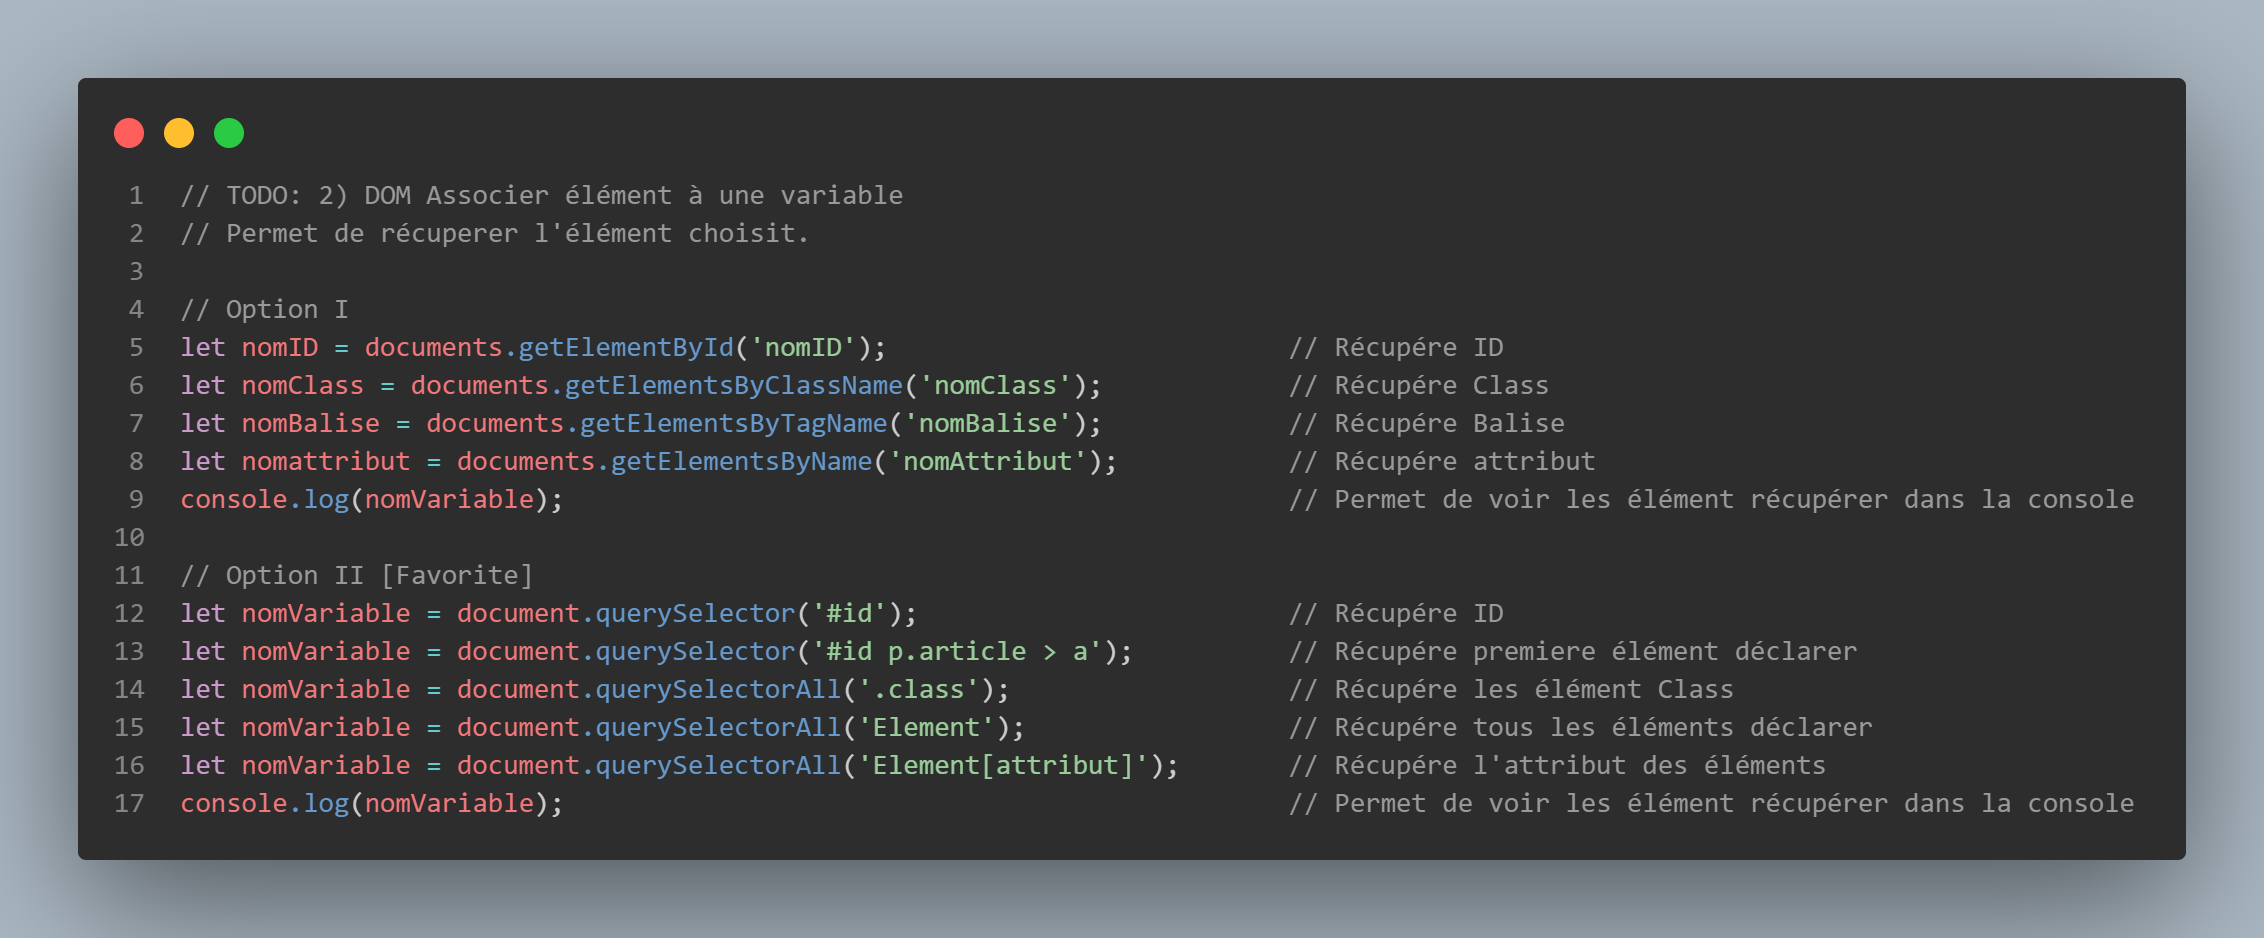 1 // TODO: 2) DOM Associer élément à une variable
2 // Permet de récuperer l'élément choisit.
3
4 // Option I
5 let nomID = documents.getElementById('nomID'); // Récupére ID
6 let nomClass = documents.getElementsByClassName('nomClass'); // Récupére Class
7 let nomBalise = documents.getElementsByTagName('nomBalise'); // Récupére Balise
8 let nomattribut = documents.getElementsByName('nomAttribut'); // Récupére attribut
9 console.log(nomVariable); // Permet de voir les élément récupérer dans la console
10
11 // Option II [Favorite]
12 let nomVariable = document.querySelector('#id'); // Récupére ID
13 let nomVariable = document.querySelector('#id p.article > a'); // Récupére premiere élément déclarer
14 let nomVariable = document.querySelectorAll('.class'); // Récupére les élément Class
15 let nomVariable = document.querySelectorAll('Element'); // Récupére tous les éléments déclarer
16 let nomVariable = document.querySelectorAll('Element[attribut]'); // Récupére l'attribut des éléments
17 console.log(nomVariable); // Permet de voir les élément récupérer dans la console